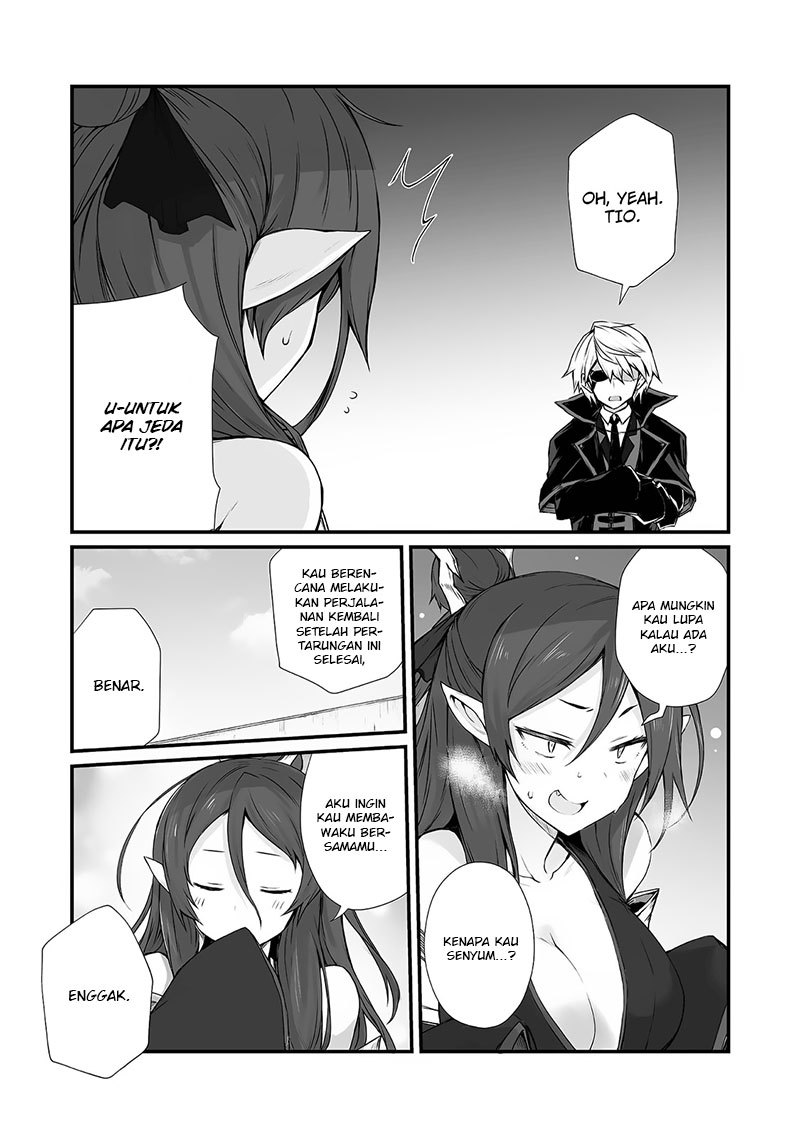 OH, YEAH.
TIO.
U-UNTUK
APA JEDA
ITU?!
APA MUNGKIN
KAU LUPA
KALAU ADA
AKU...?
KENAPA KAU
SENYUM...?
KAU BEREN-
CANA MELAKU-
KAN PERJALA-
NAN KEMBALI
SETELAH PER-
TARUNGAN INI
SELESAI,
BENAR.
AKU INGIN
KAU MEMBA-
WAKU BER-
SAMAMU...
ENGGAK.